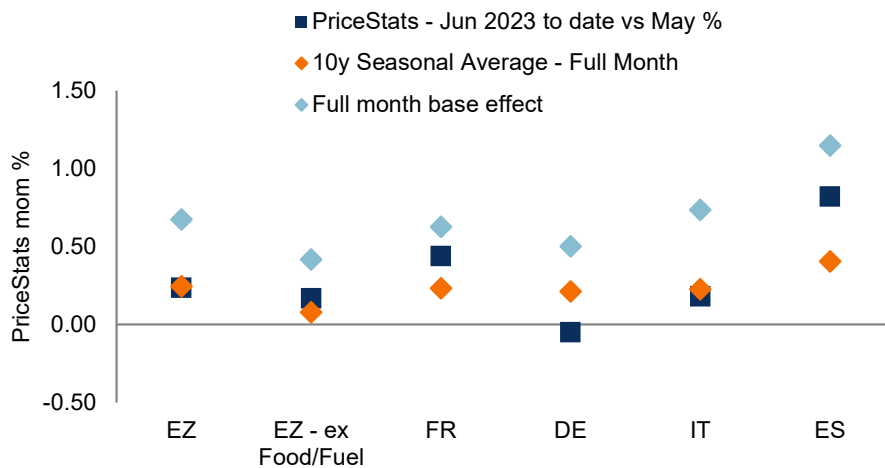 PriceStats - Jun 2023 to date vs May %
10y Seasonal Average - Full Month
Full month base effect
PriceStats mom %
1.50
1.00
0.50
0.00
-0.50
EZ
EZ - ex
Food/Fuel
FR
DE
IT
ES